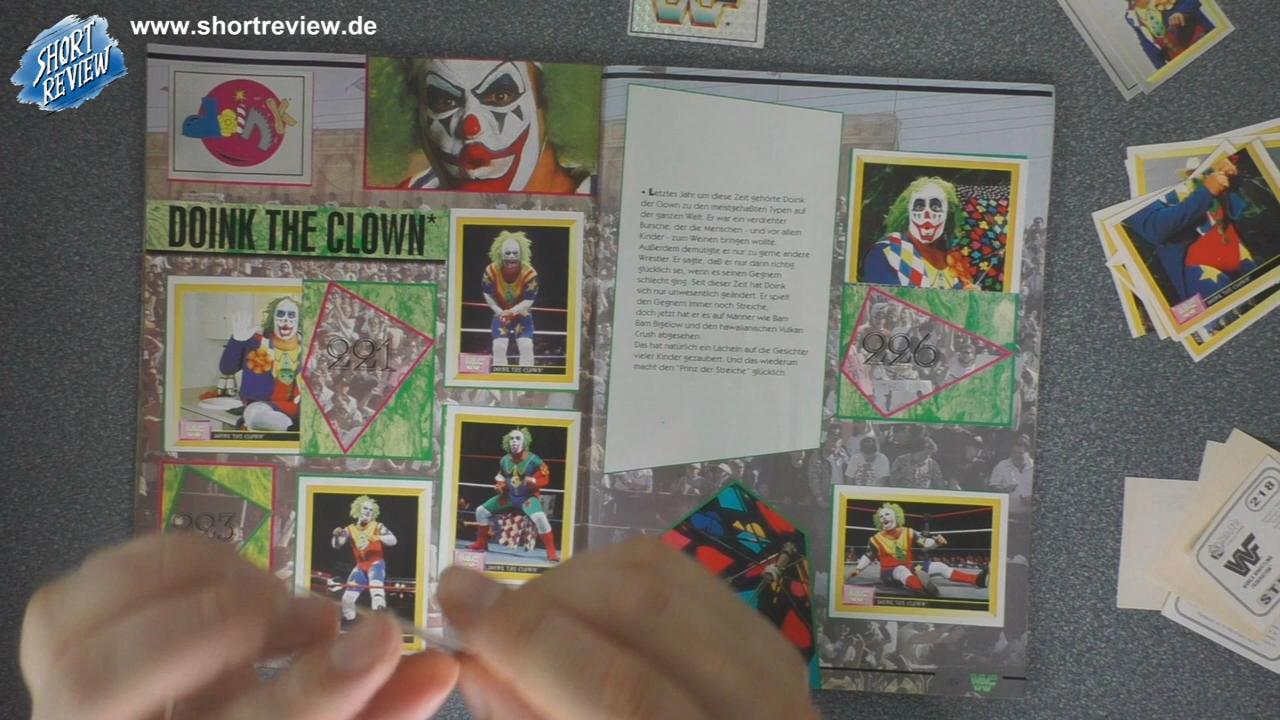 SHORT
REVIEW
www.shortreview.de
DOINK
DOINK THE CLOWN*
221
DOINK THE CLOWN*
DOINK THE CLOWN*
DOINK THE CLOWN*
223
• Letztes Jahr um diese Zeit gehörte Doink
der Clown zu den meistgehaßten Typen auf
der ganzen Welt. Er war ein verdrehter
Bursche, der die Menschen - und vor allem
Kinder - zum Weinen bringen wollte.
Außerdem demütigte er nur zu gerne andere
Wrestler. Er sagte, daß er nur dann richtig
glücklich sei, wenn es seinen Gegnern
schlecht ging. Seit dieser Zeit hat Doink
sich nur unwesentlich geändert. Er spielt
den Gegnern immer noch Streiche,
doch jetzt hat er es auf Männer wie Bam
Bam Bigelow und den hawaiianischen Vulkan
Crush abgesehen.
Das hat natürlich ein Lächeln auf die Gesichter
vieler Kinder gezaubert. Und das wiederum
macht den "Prinz der Streiche" glücklich.
226
DOINK THE CLOWN*
DOINK THE CLOWN*
218
WF
WORLD WRESTLING
FEDERATION